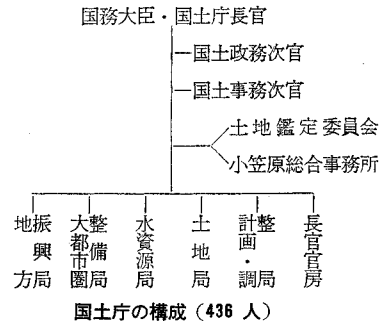 国務大臣・国土庁長官
国土政務次官
国土事務次官
土地鑑定委員会
小笠原総合事務所
長官官房
計画・調整局
土地局
水資源局
大都市圏整備局
地方振興局
国土庁の構成（436 人）